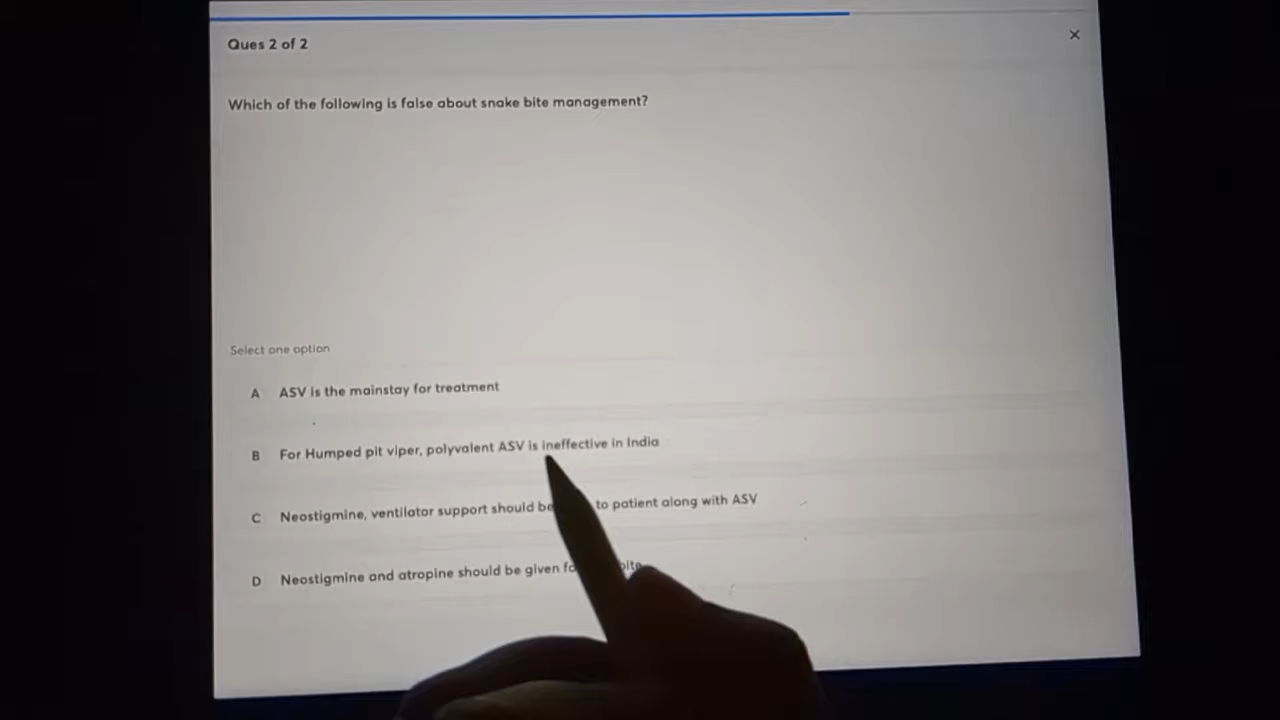 Ques 2 of 2
Which of the following is false about snake bite management?
Select one option
A ASV is the mainstay for treatment
B For Humped pit viper, polyvalent ASV is ineffective in India
C Neostigmine, ventilator support should be to patient along with ASV
D Neostigmine and atropine should be given